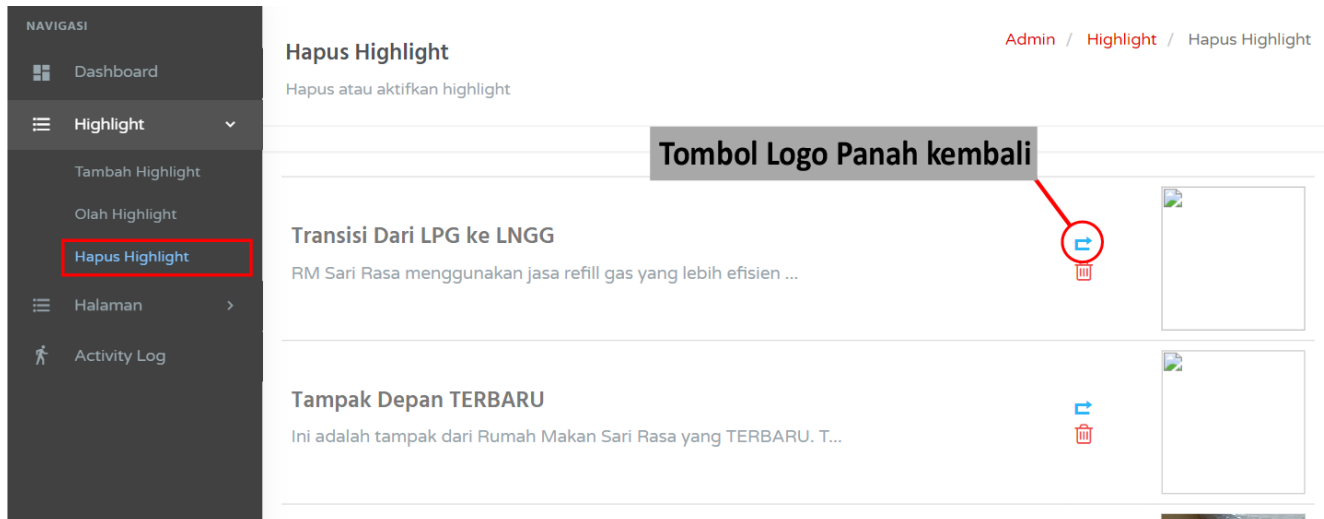 NAVIGASI
Dashboard
Highlight
Tambah Highlight
Olah Highlight
Hapus Highlight
Halaman
Activity Log
Hapus Highlight
Hapus atau aktifkan highlight
Admin / Highlight / Hapus Highlight
Tombol Logo Panah kembali
Transisi Dari LPG ke LNGG
RM Sari Rasa menggunakan jasa refill gas yang lebih efisien ...
Tampak Depan TERBARU
Ini adalah tampak dari Rumah Makan Sari Rasa yang TERBARU. T...